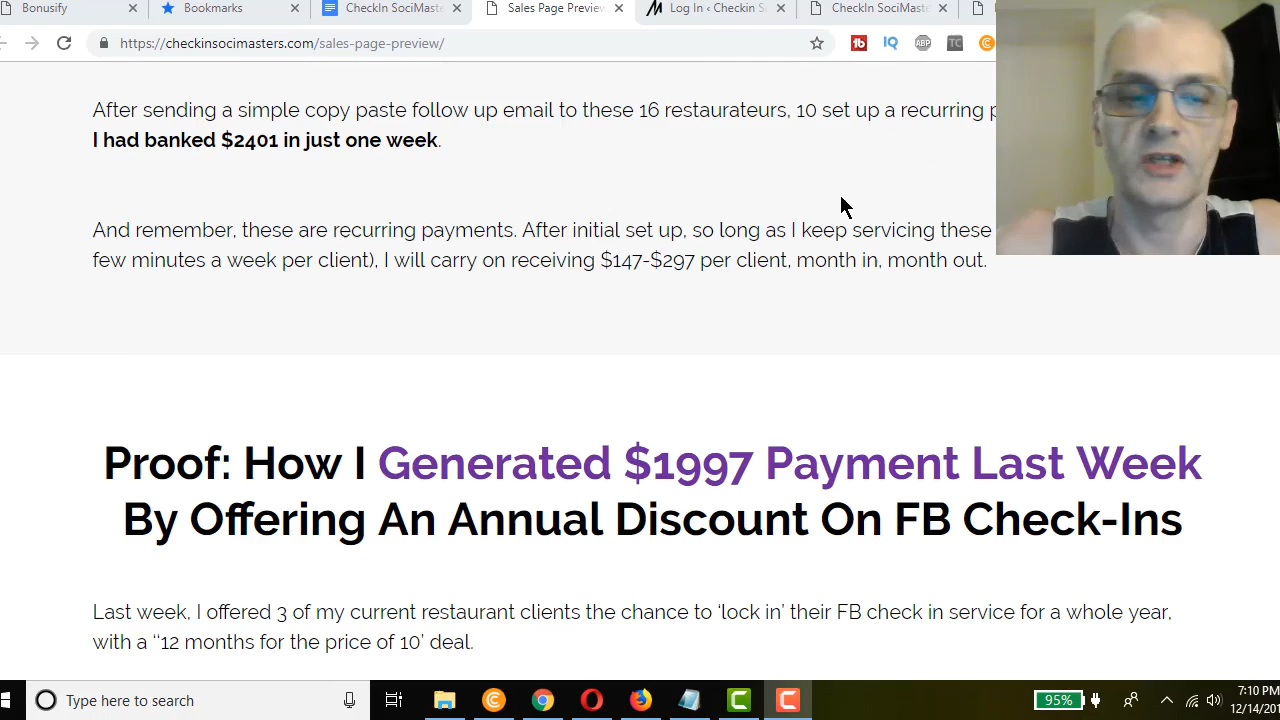 Bonusify
Bookmarks
CheckIn SociMaste
Sales Page Preview
Log In ‹ Checkin S
CheckIn SociMaste
https://checkinsocimasters.com/sales-page-preview/
After sending a simple copy paste follow up email to these 16 restaurateurs, 10 set up a recurring p
I had banked $2401 in just one week.
And remember, these are recurring payments. After initial set up, so long as I keep servicing these
few minutes a week per client), I will carry on receiving $147-$297 per client, month in, month out.
Proof: How I Generated $1997 Payment Last Week
By Offering An Annual Discount On FB Check-Ins
Last week, I offered 3 of my current restaurant clients the chance to ‘lock in’ their FB check in service for a whole year,
with a ‘‘12 months for the price of 10’ deal.
Type here to search
95%
7:10 PM
12/14/201